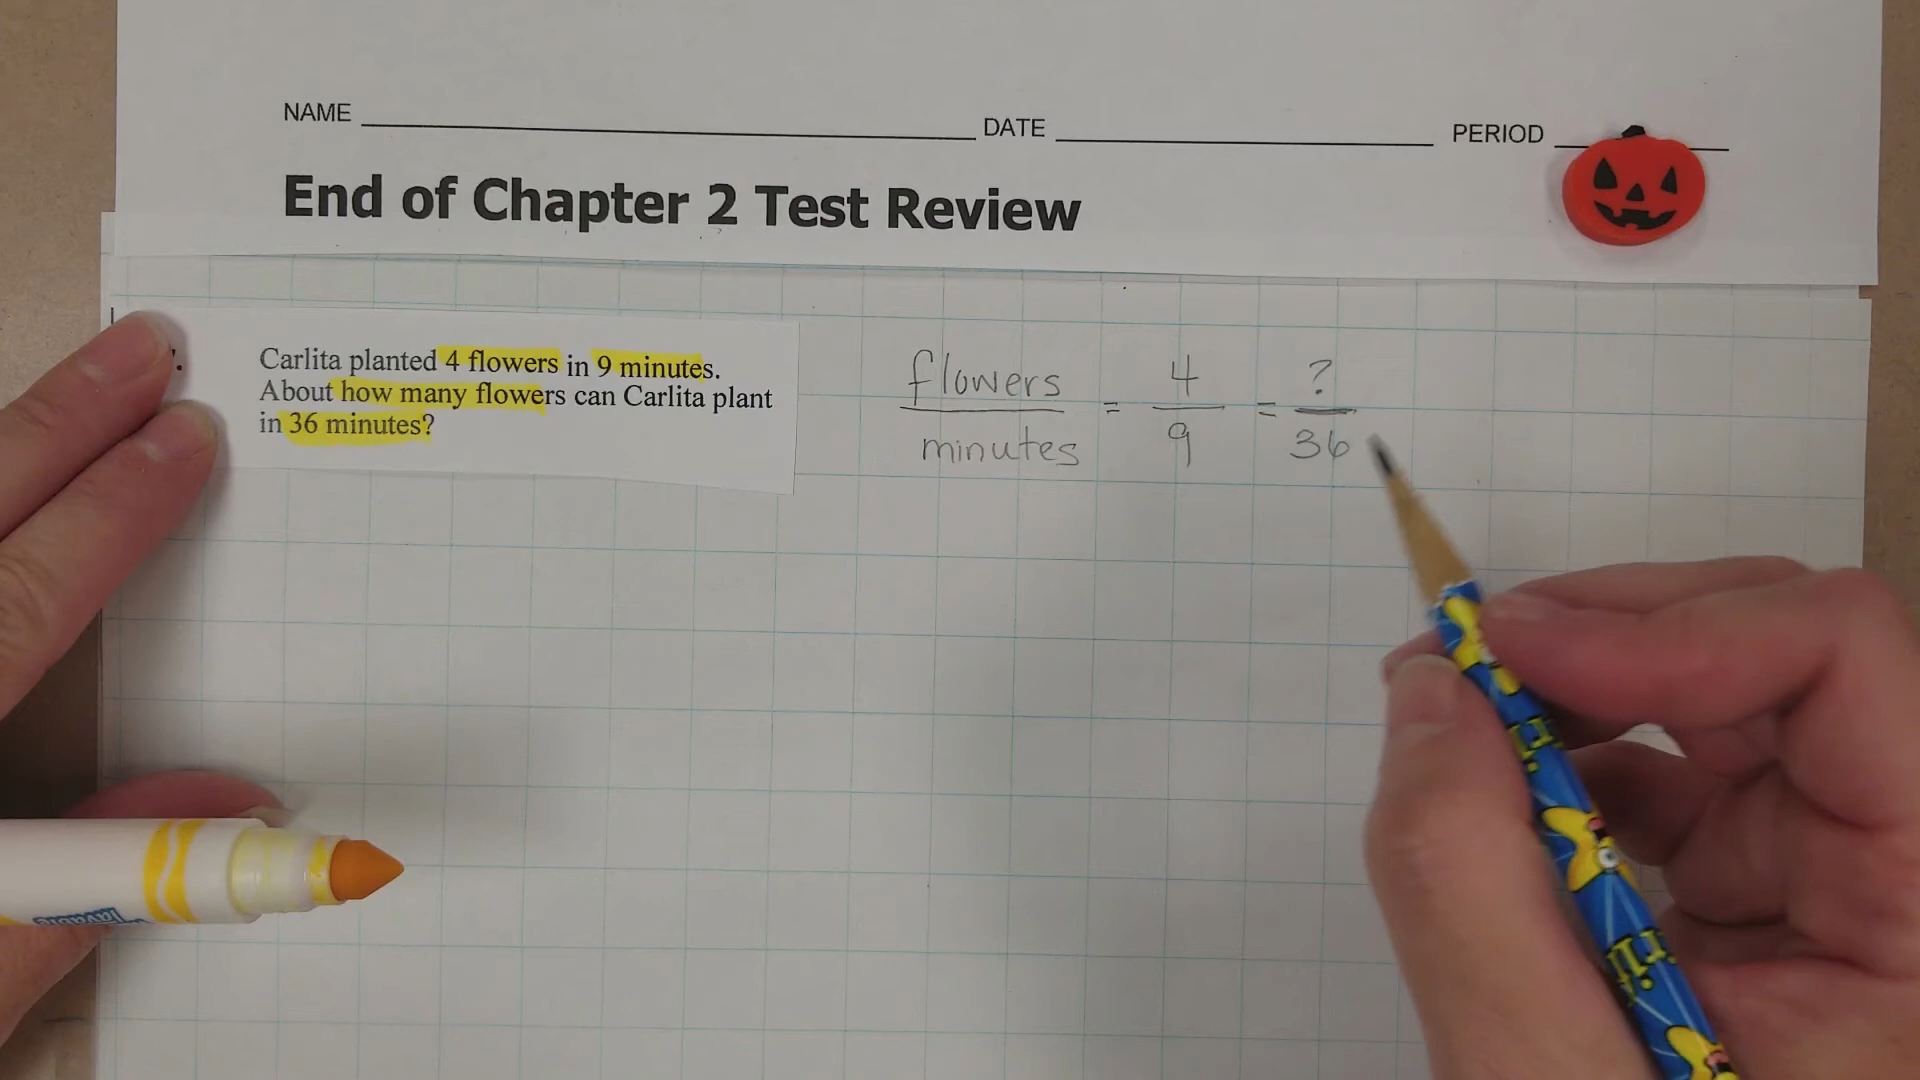 NAME DATE PERIOD
End of Chapter 2 Test Review
Carlita planted 4 flowers in 9 minutes.
About how many flowers can Carlita plant
in 36 minutes?
flowers = 4 = ?
minutes 9 36